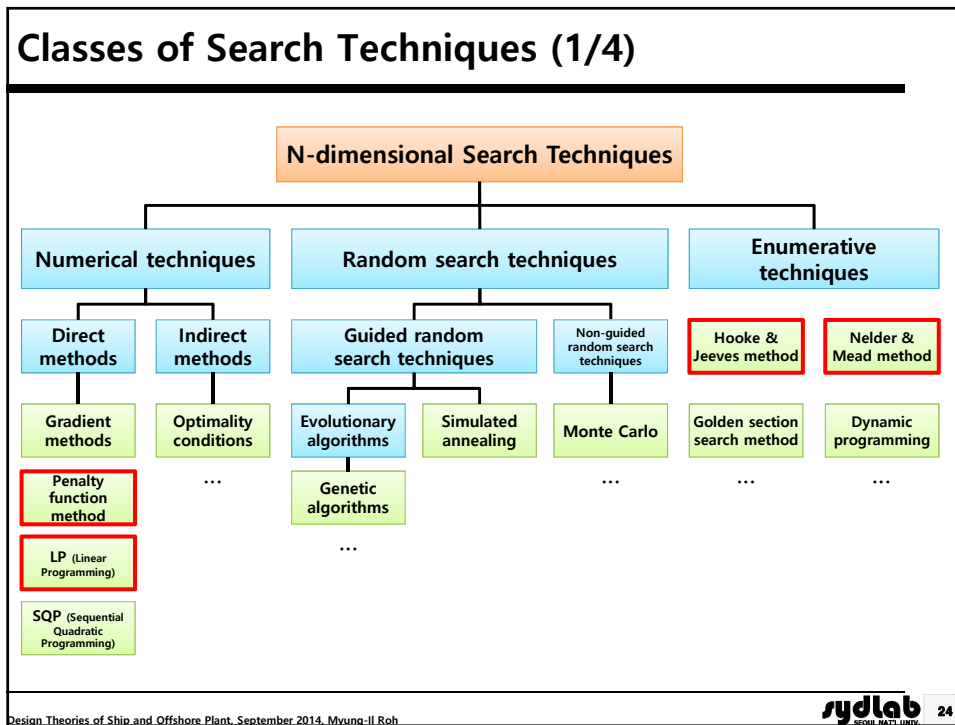 Classes of Search Techniques (1/4)
N-dimensional Search Techniques
Numerical techniques
Random search techniques
Enumerative
techniques
Direct
methods
Indirect
methods
Guided random
search techniques
Non-guided
random search
techniques
Hooke &
Jeeves method
Nelder &
Mead method
Gradient
methods
Optimality
conditions
Evolutionary
algorithms
Simulated
annealing
Monte Carlo
Golden section
search method
Dynamic
programming
Penalty
function
method
...
Genetic
algorithms
...
...
...
...
LP (Linear
Programming)
SQP (Sequential
Quadratic
Programming)
Design Theories of Ship and Offshore Plant, September 2014, Myung-Il Roh
sydlab
SEOUL NAT'L UNIV.
24